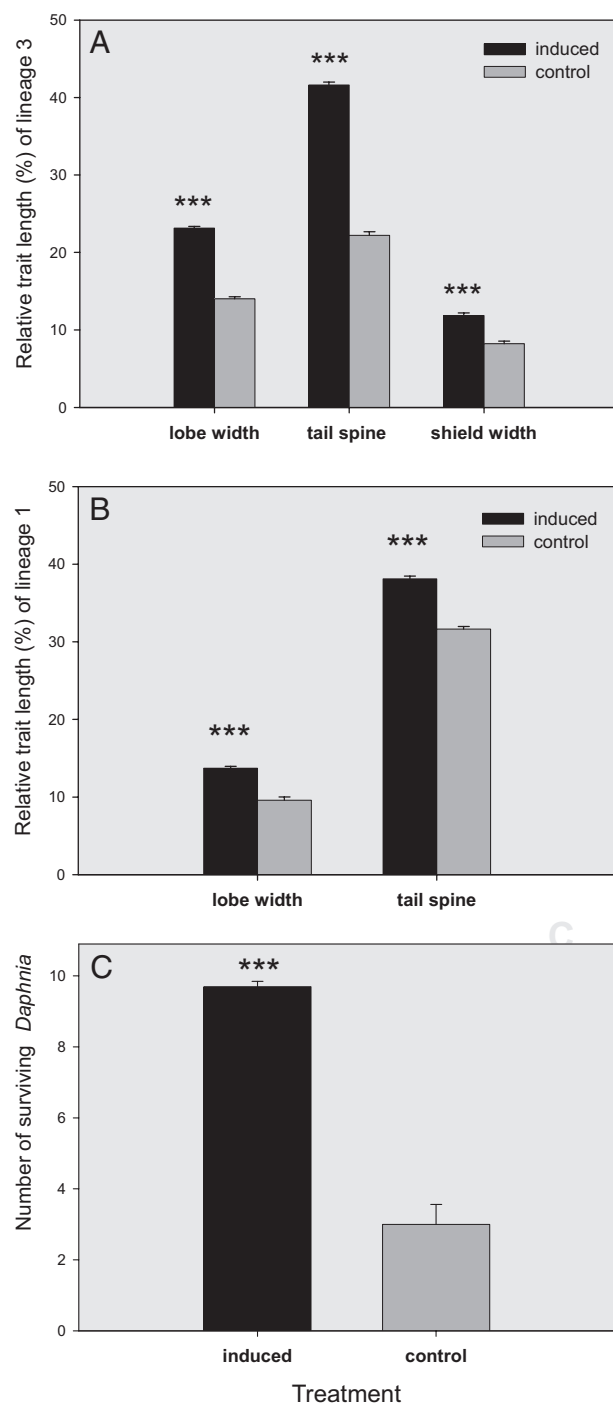 A
50
40
30
20
10
0
Relative trait length (%) of lineage 3
induced
control
***
***
***
lobe width
tail spine
shield width
B
50
40
30
20
10
0
Relative trait length (%) of lineage 1
induced
control
***
***
lobe width
tail spine
C
C
10
8
6
4
2
0
Number of surviving Daphnia
***
induced
control
Treatment